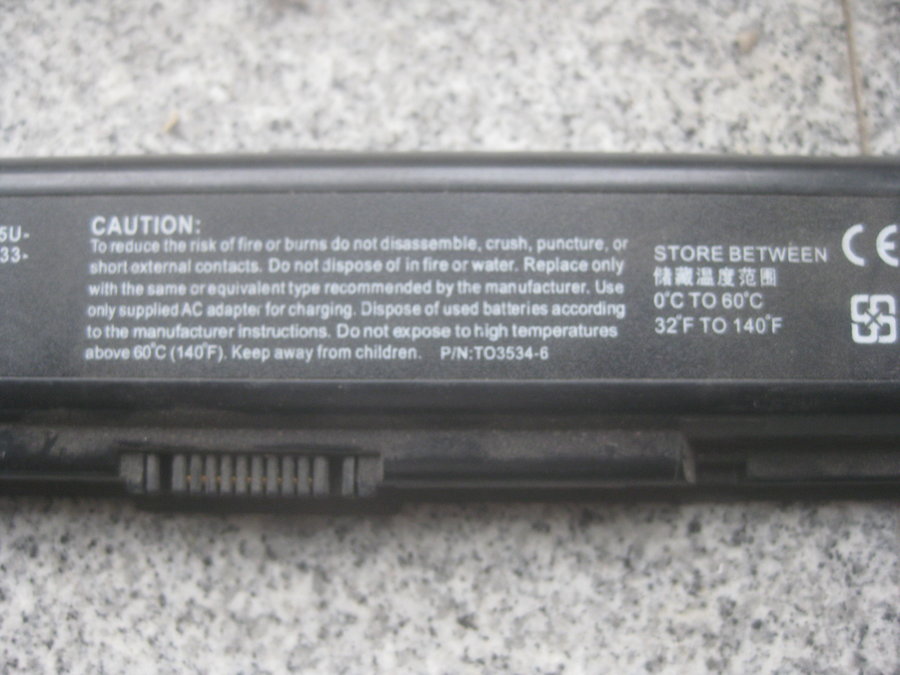 5U-
33-
CAUTION:
To reduce the risk of fire or burns do not disassemble, crush, puncture, or
short external contacts. Do not dispose of in fire or water. Replace only
with the same or equivalent type recommended by the manufacturer. Use
only supplied AC adapter for charging. Dispose of used batteries according
to the manufacturer instructions. Do not expose to high temperatures
above 60°C (140°F). Keep away from children. P/N:TO3534-6
STORE BETWEEN
储藏温度范围
0°C TO 60°C
32°F TO 140°F
CE